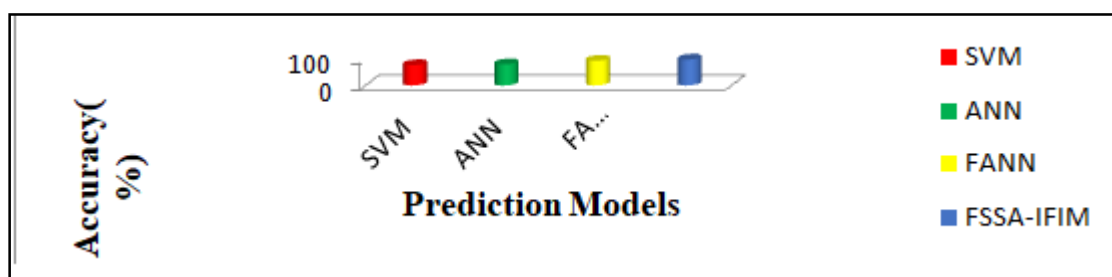 100
0
Accuracy(
%)
SVM
ANN
FA...
Prediction Models
SVM
ANN
FANN
FSSA-IFIM